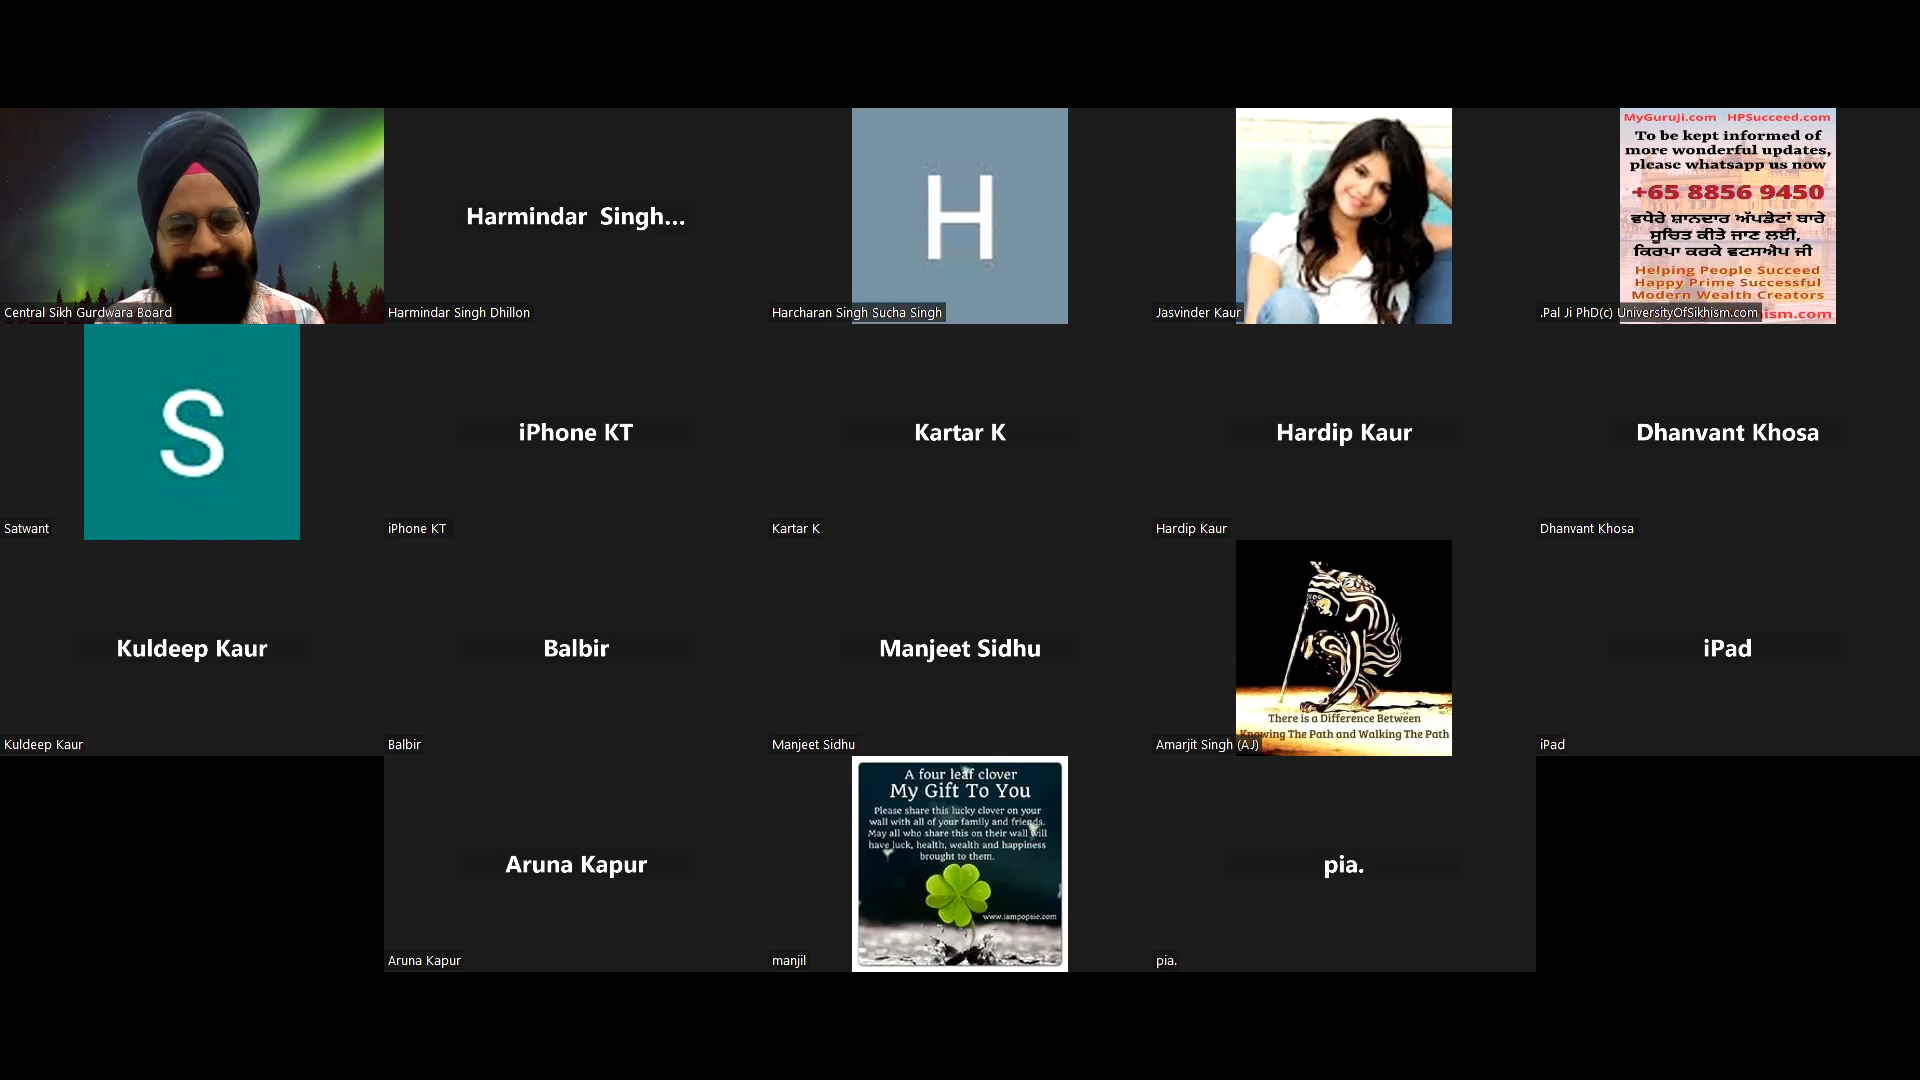 Central Sikh Gurdwara Board
Harmindar Singh...
Harmindar Singh Dhillon
H
Harcharan Singh Sucha Singh
Jasvinder Kaur
MyGuruji.com HPSucceed.com
To be kept informed of
more wonderful updates,
please whatsapp us now
+65 8856 9450
ਵਧੇਰੇ ਸ਼ਾਨਦਾਰ ਅੱਪਡੇਟਾਂ ਬਾਰੇ
ਸੂਚਿਤ ਕੀਤੇ ਜਾਣ ਲਈ,
ਕਿਰਪਾ ਕਰਕੇ ਵਟਸਐਪ ਜੀ
Helping People Succeed
Happy Prime Successful
Modern Wealth Creators
ism.com
.Pal Ji PhD(c) UniversityOfSikhism.com
S
Satwant
iPhone KT
iPhone KT
Kartar K
Kartar K
Hardip Kaur
Hardip Kaur
Dhanvant Khosa
Dhanvant Khosa
Kuldeep Kaur
Kuldeep Kaur
Balbir
Balbir
Manjeet Sidhu
Manjeet Sidhu
There is a Difference Between
Knowing The Path and Walking The Path
Amarjit Singh (AJ)
iPad
iPad
Aruna Kapur
Aruna Kapur
A four leaf clover
My Gift To You
Please share this lucky clover on your
wall with all of your family and friends.
May all who share this on their wall will
have luck, health, wealth and happiness
brought to them.
www.iampopsie.com
manjil
pia.
pia.